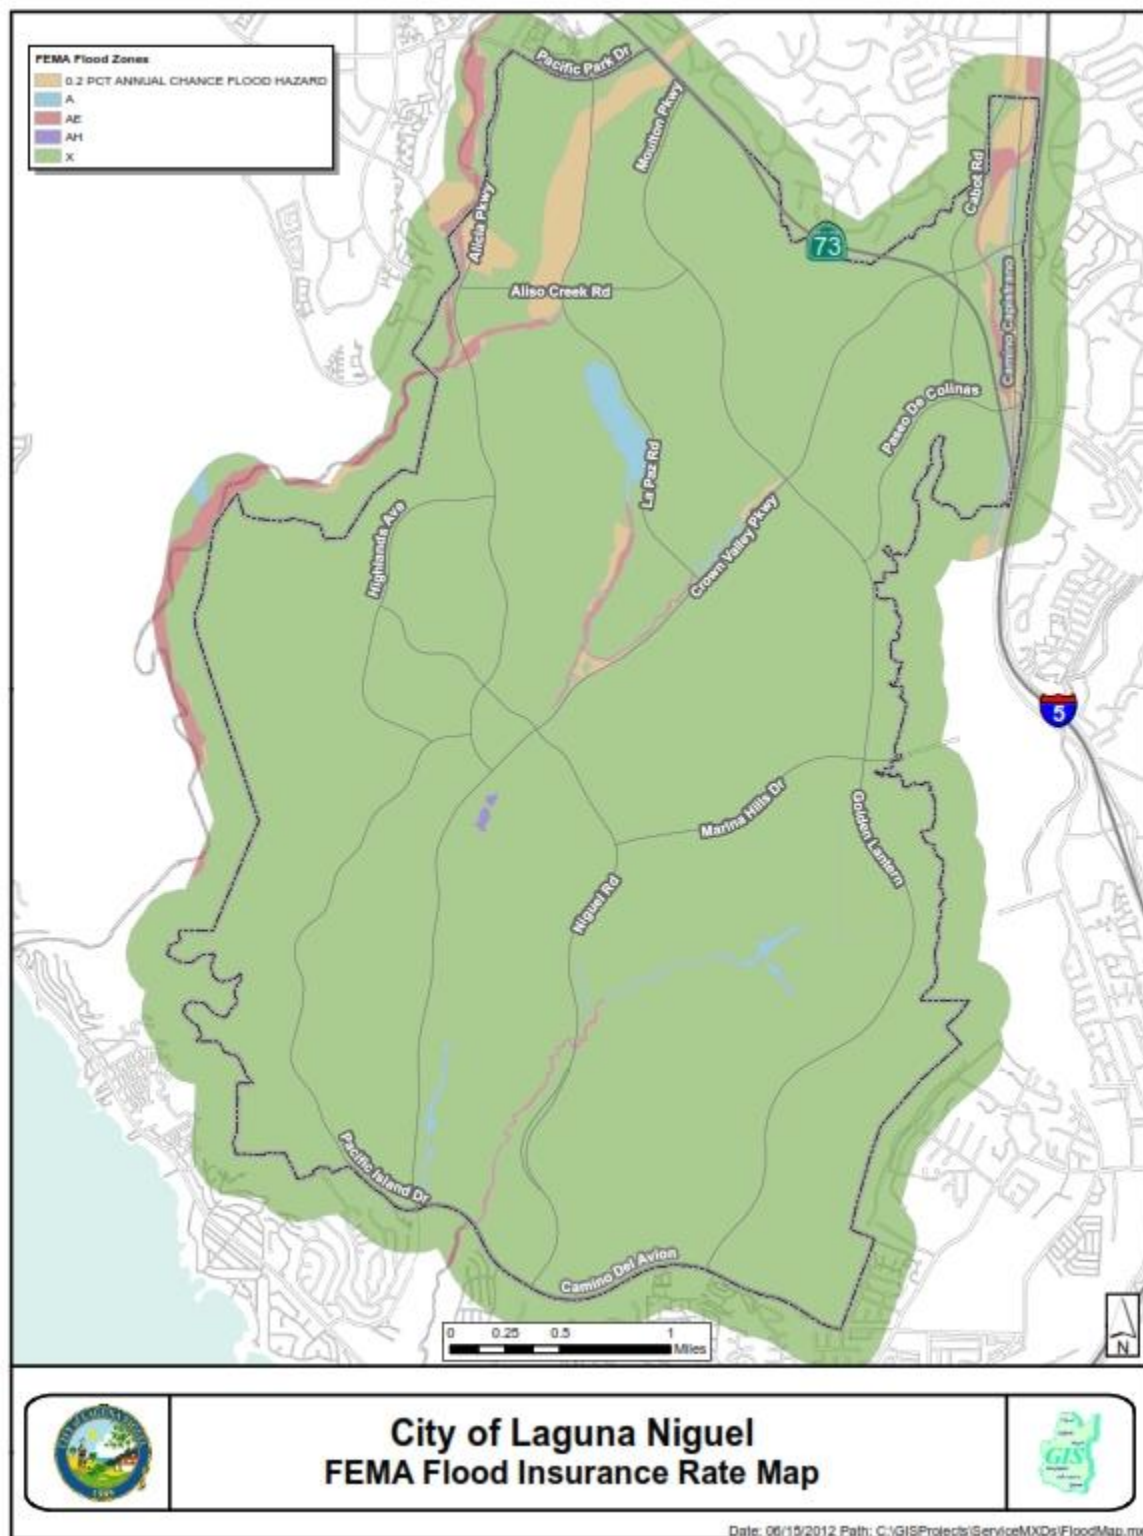 FEMA Flood Zones
0.2 PCT ANNUAL CHANCE FLOOD HAZARD
A
AE
AH
X
Pacific Park Dr
Moulton Pkwy
Alicia Pkwy
Cabot Rd
73
Aliso Creek Rd
Camino Capistrano
Paseo De Colinas
La Paz Rd
Highlands Ave
Crown Valley Pkwy
5
Marina Hills Dr
Golden Lantern
Niguel Rd
Pacific Island Dr
Camino Del Avion
0 0.25 0.5 1
Miles
N
City of Laguna Niguel
FEMA Flood Insurance Rate Map
GIS
1989
Date: 06/15/2012 Path: C:\GISProjects\ServiceMXDs\FloodMap.m